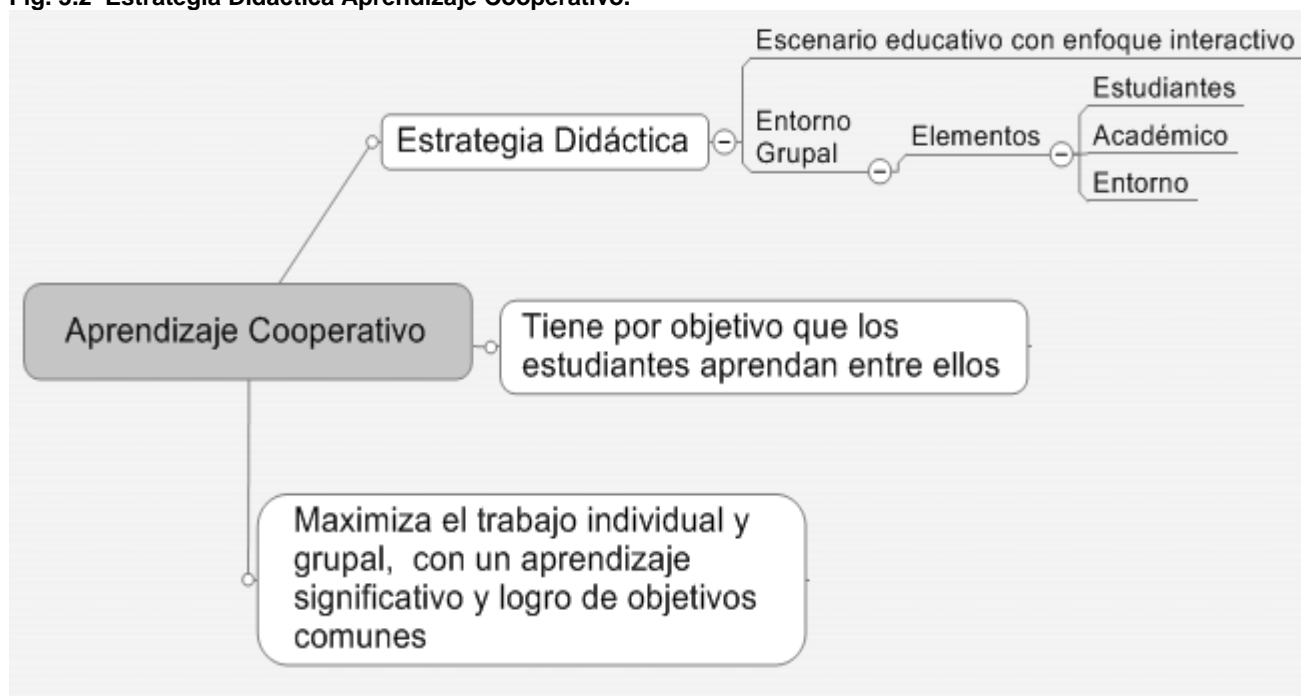 Fig. 3.2 Estrategia Didáctica Aprendizaje Cooperativo.
Escenario educativo con enfoque interactivo
Estrategia Didáctica
Entorno
Grupal
Elementos
Estudiantes
Académico
Entorno
Aprendizaje Cooperativo
Tiene por objetivo que los
estudiantes aprendan entre ellos
Maximiza el trabajo individual y
grupal, con un aprendizaje
significativo y logro de objetivos
comunes